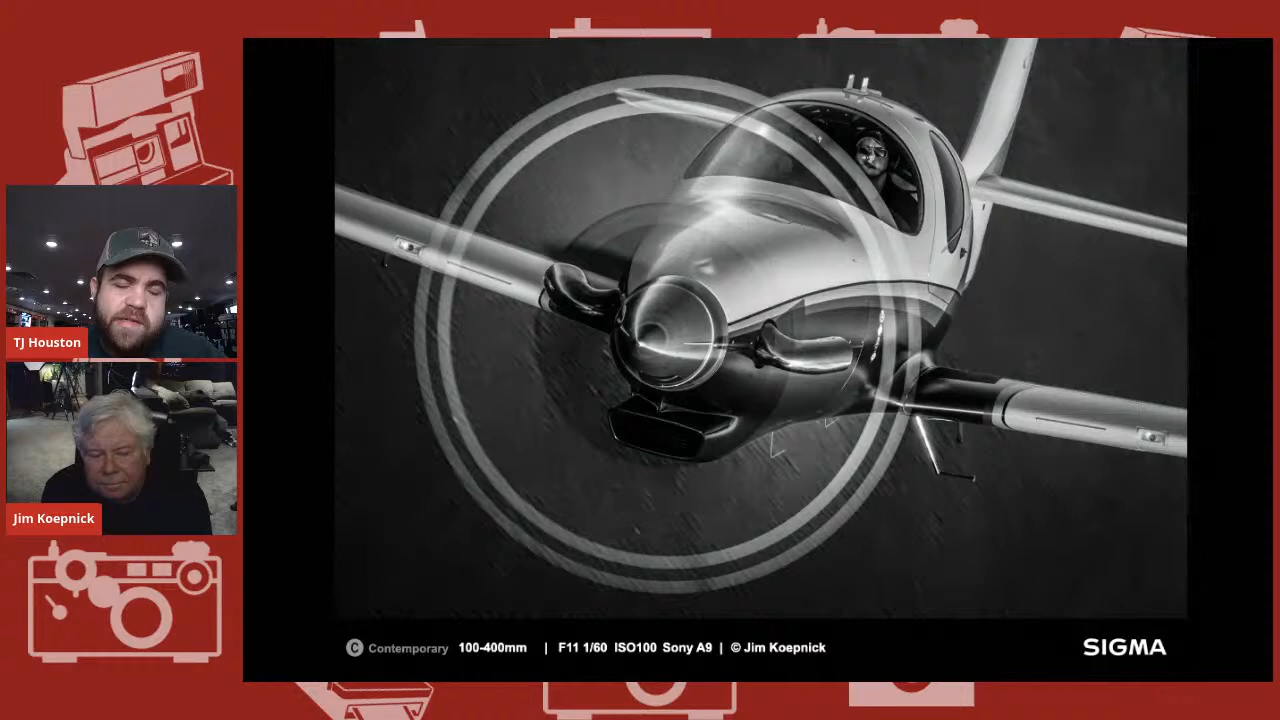 TJ Houston
Jim Koepnick
C Contemporary 100-400mm | F11 1/60 ISO100 Sony A9 | © Jim Koepnick
SIGMA